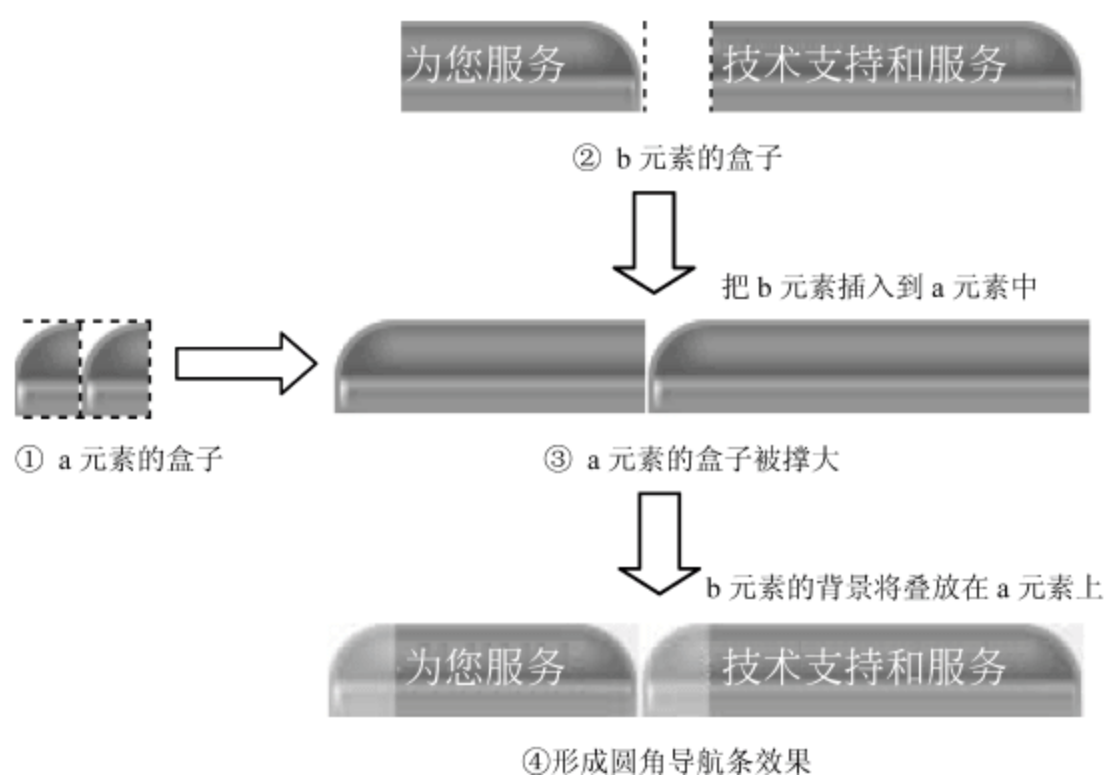 为您服务
技术支持和服务
② b 元素的盒子
把 b 元素插入到 a 元素中
① a 元素的盒子
③ a 元素的盒子被撑大
b 元素的背景将叠放在 a 元素上
为您服务
技术支持和服务
④形成圆角导航条效果